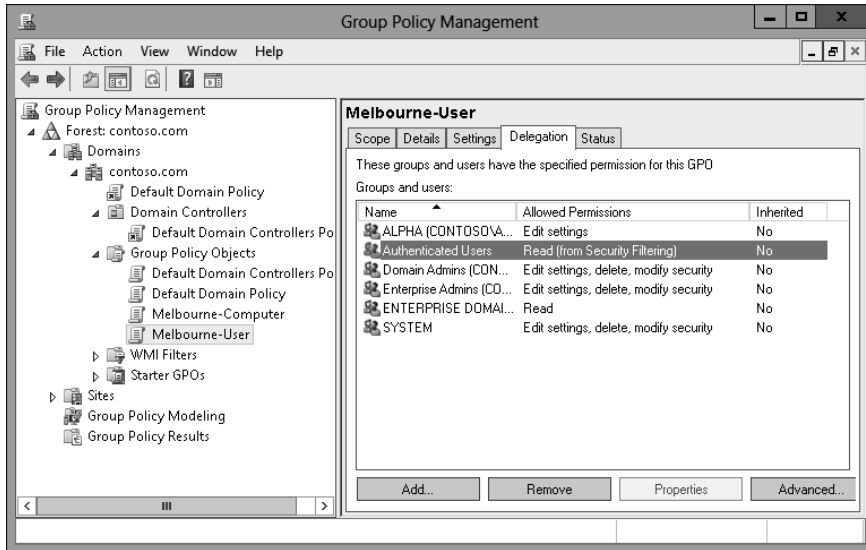 Group Policy Management
File Action View Window Help
Group Policy Management
Forest: contoso.com
Domains
contoso.com
Default Domain Policy
Domain Controllers
Default Domain Controllers Po
Group Policy Objects
Default Domain Controllers Po
Default Domain Policy
Melbourne-Computer
Melbourne-User
WMI Filters
Starter GPOs
Sites
Group Policy Modeling
Group Policy Results
Melbourne-User
Scope Details Settings Delegation Status
These groups and users have the specified permission for this GPO
Groups and users:
Name Allowed Permissions Inherited
ALPHA (CONTOSO\A... Edit settings No
Authenticated Users Read (from Security Filtering) No
Domain Admins (CON... Edit settings, delete, modify security No
Enterprise Admins (CO... Edit settings, delete, modify security No
ENTERPRISE DOMAI... Read No
SYSTEM Edit settings, delete, modify security No
Add... Remove Properties Advanced...